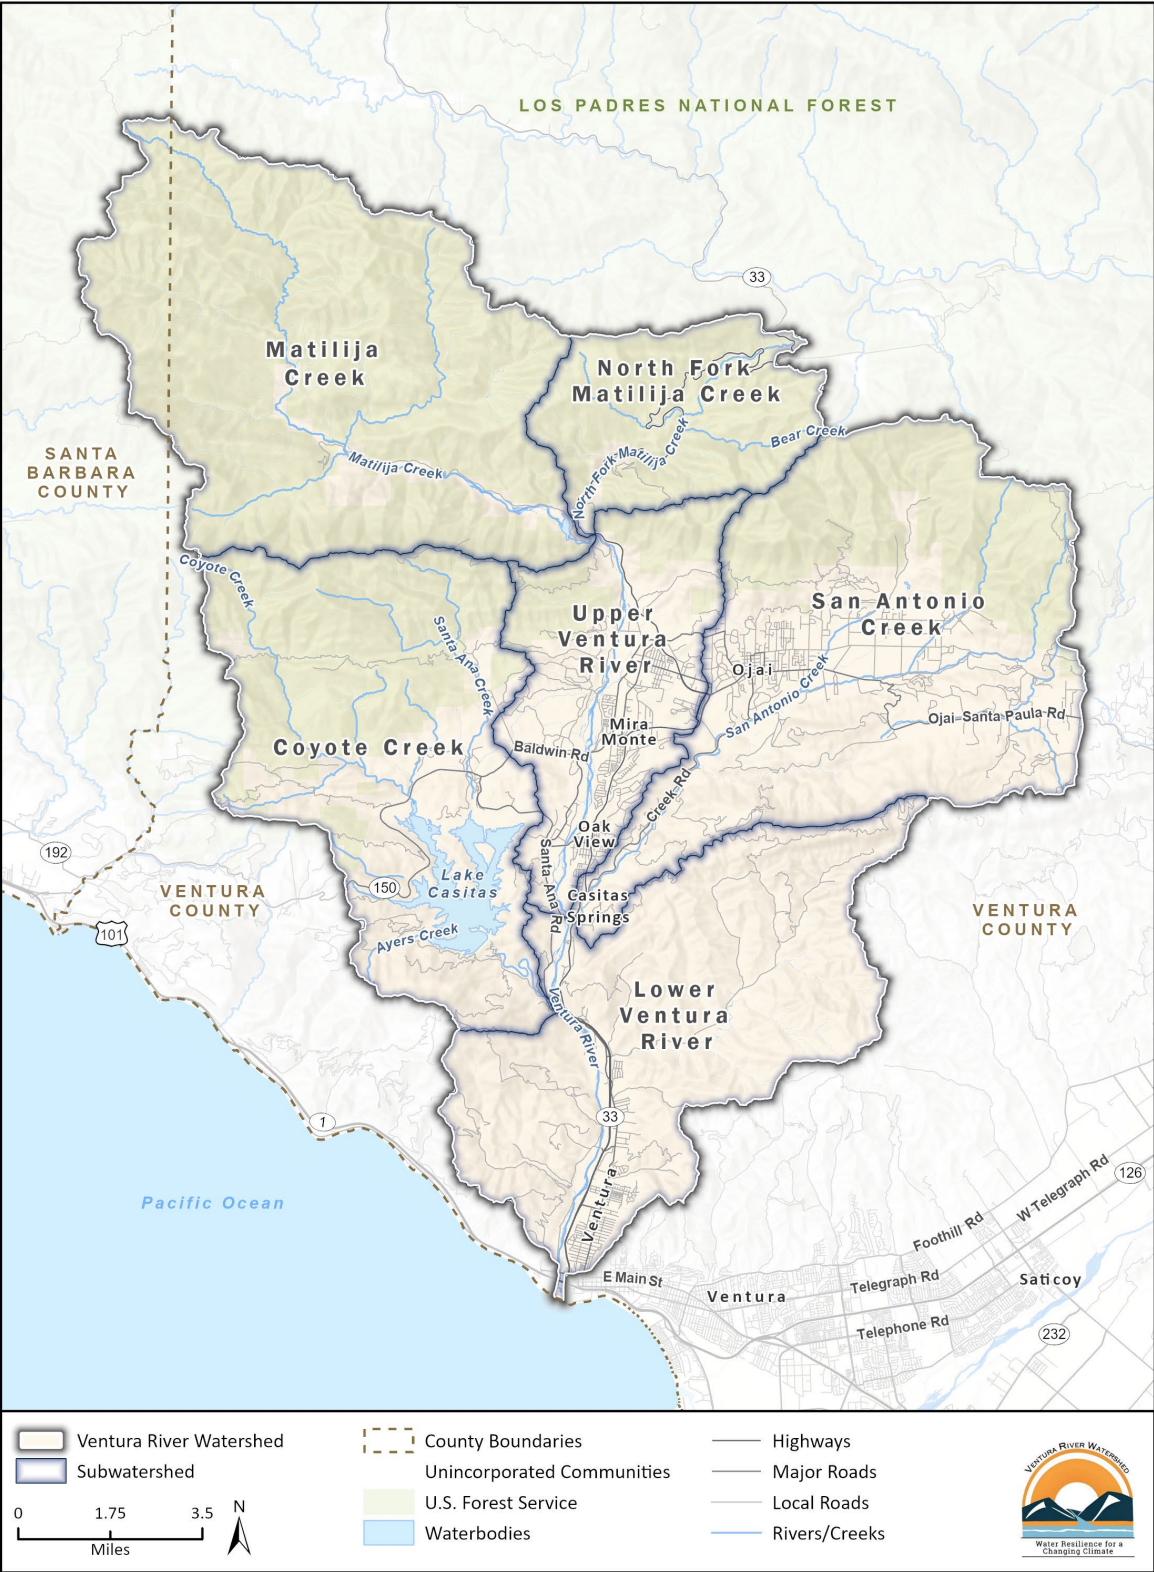 LOS PADRES NATIONAL FOREST
33
Matilija
Creek
North Fork
Matilija Creek
Bear Creek
North Fork Matilija Creek
SANTA
BARBARA
COUNTY
Matilija Creek
Coyote Creek
Santa Ana Creek
Upper
Ventura
River
San Antonio
Creek
Ojai
San Antonio Creek
Ojai-Santa Paula Rd
Mira
Monte
Baldwin Rd
Coyote Creek
Creek Rd
Oak
View
Santa Ana Rd
192
150
Lake
Casitas
Casitas
Springs
VENTURA
COUNTY
VENTURA
COUNTY
101
Ayers Creek
Lower
Ventura
River
Ventura River
1
33
Ventura
Pacific Ocean
126
W Telegraph Rd
Foothill Rd
E Main St
Ventura
Telegraph Rd
Saticoy
Telephone Rd
232
Ventura River Watershed
Subwatershed
0 1.75 3.5
Miles
N
County Boundaries
Unincorporated Communities
U.S. Forest Service
Waterbodies
Highways
Major Roads
Local Roads
Rivers/Creeks
VENTURA RIVER WATERSHED
Water Resilience for a
Changing Climate